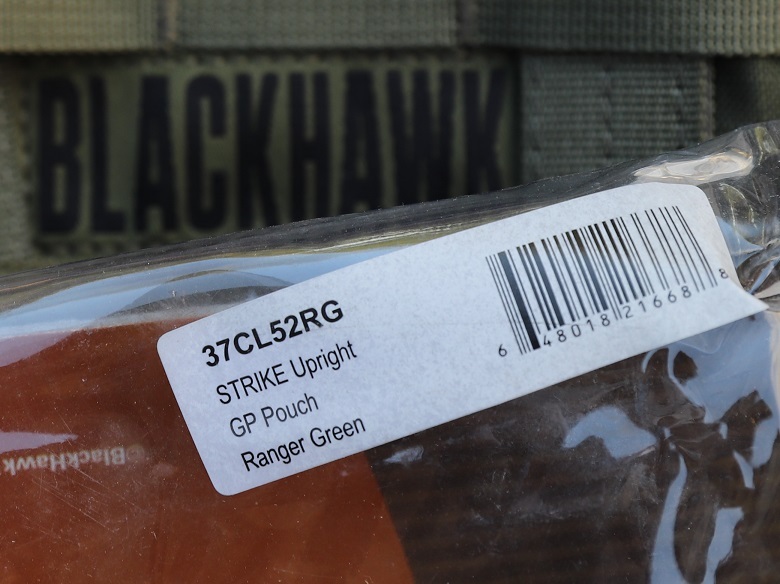 BLACKHAWK
37CL52RG
STRIKE Upright
GP Pouch
Ranger Green
6 48018 21668 8
©BlackHawk